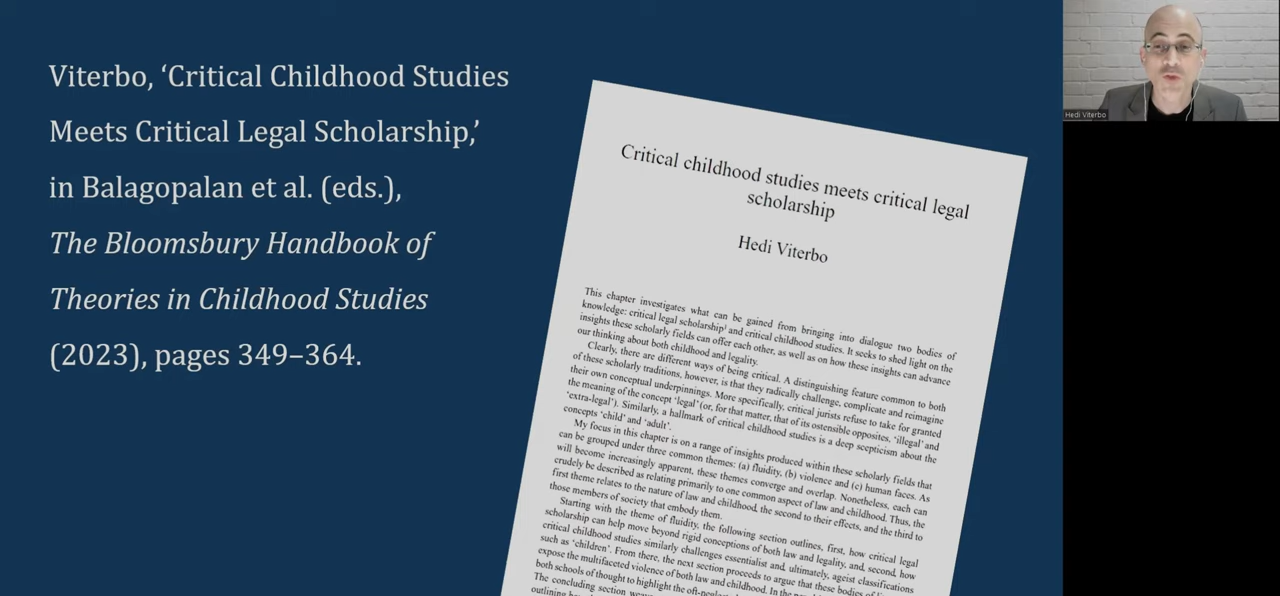 Viterbo, ‘Critical Childhood Studies
Meets Critical Legal Scholarship,’
in Balagopalan et al. (eds.),
The Bloomsbury Handbook of
Theories in Childhood Studies
(2023), pages 349–364.
Critical childhood studies meets critical legal
scholarship
Hedi Viterbo
This chapter investigates what can be gained from bringing into dialogue two bodies of
knowledge: critical legal scholarship¹ and critical childhood studies. It seeks to shed light on the
insights these scholarly fields can offer each other, as well as on how these insights can advance
our thinking about both childhood and legality.
Clearly, there are different ways of being critical. A distinguishing feature common to both
of these scholarly traditions, however, is that they radically challenge, complicate and reimagine
their own conceptual underpinnings. More specifically, critical jurists refuse to take for granted
the meaning of the concept ‘legal’ (or, for that matter, that of its ostensible opposites, ‘illegal’ and
‘extra-legal’). Similarly, a hallmark of critical childhood studies is a deep scepticism about the
concepts ‘child’ and ‘adult’.
My focus in this chapter is on a range of insights produced within these scholarly fields that
can be grouped under three common themes: (a) fluidity, (b) violence and (c) human faces. As
will become increasingly apparent, these themes converge and overlap. Nonetheless, each can
crudely be described as relating primarily to one common aspect of law and childhood. Thus, the
first theme relates to the nature of law and childhood, the second to their effects, and the third to
those members of society that embody them.
Starting with the theme of fluidity, the following section outlines, first, how critical legal
scholarship can help move beyond rigid conceptions of both law and legality, and, second, how
critical childhood studies similarly challenges essentialist and, ultimately, ageist classifications
such as ‘children’. From there, the next section proceeds to argue that these bodies of
expose the multifaceted violence of both law and childhood. In the
both schools of thought to highlight the
The concluding section
outlining
Hedi Viterbo